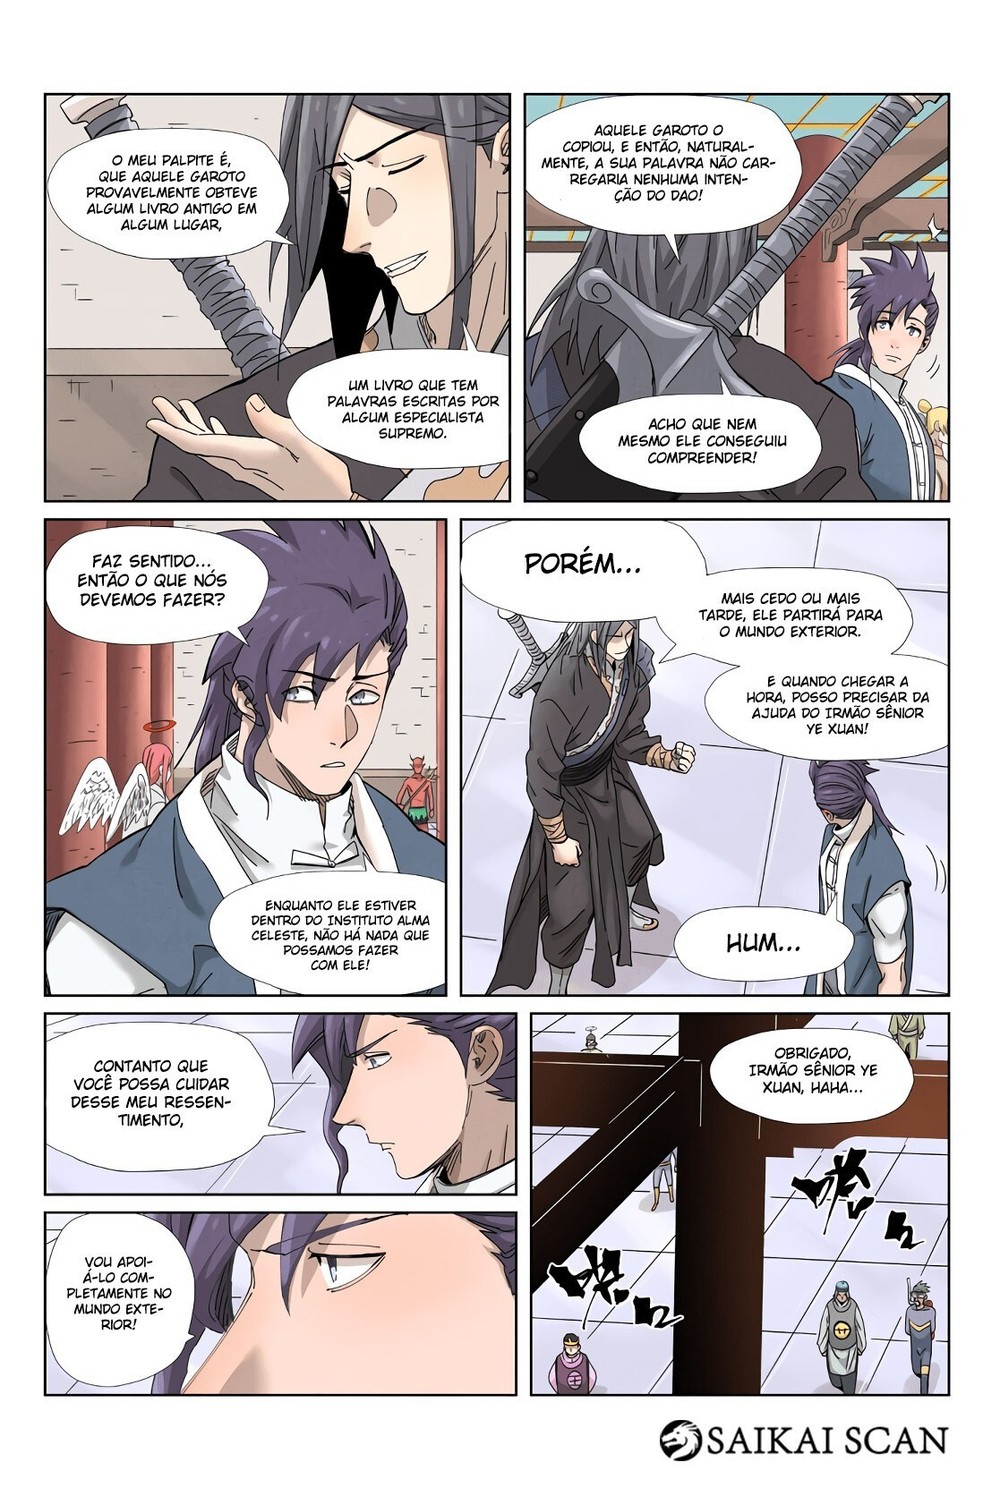 O MEU PALPITE É,
QUE AQUELE GAROTO
PROVAVELMENTE OBTEVE
ALGUM LIVRO ANTIGO EM
ALGUM LUGAR,
UM LIVRO QUE TEM
PALAVRAS ESCRITAS POR
ALGUM ESPECIALISTA
SUPREMO.
AQUELE GAROTO O
COPIOU, E ENTÃO, NATURAL-
MENTE, A SUA PALAVRA NÃO CAR-
REGARIA NENHUMA INTEN-
ÇÃO DO DAO!
ACHO QUE NEM
MESMO ELE CONSEGUIU
COMPREENDER!
FAZ SENTIDO...
ENTÃO O QUE NÓS
DEVEMOS FAZER?
ENQUANTO ELE ESTIVER
DENTRO DO INSTITUTO ALMA
CELESTE, NÃO HÁ NADA QUE
POSSAMOS FAZER
COM ELE!
PORÉM...
MAIS CEDO OU MAIS
TARDE, ELE PARTIRÁ PARA
O MUNDO EXTERIOR.
E QUANDO CHEGAR A
HORA, POSSO PRECISAR DA
AJUDA DO IRMÃO SÊNIOR
YE XUAN!
HUM...
CONTANTO QUE
VOCÊ POSSA CUIDAR
DESSE MEU RESSEN-
TIMENTO,
VOU APOI-
Á-LO COM-
PLETAMENTE NO
MUNDO EXTE-
RIOR!
OBRIGADO,
IRMÃO SÊNIOR YE
XUAN, HAHA...
SAIKAI SCAN